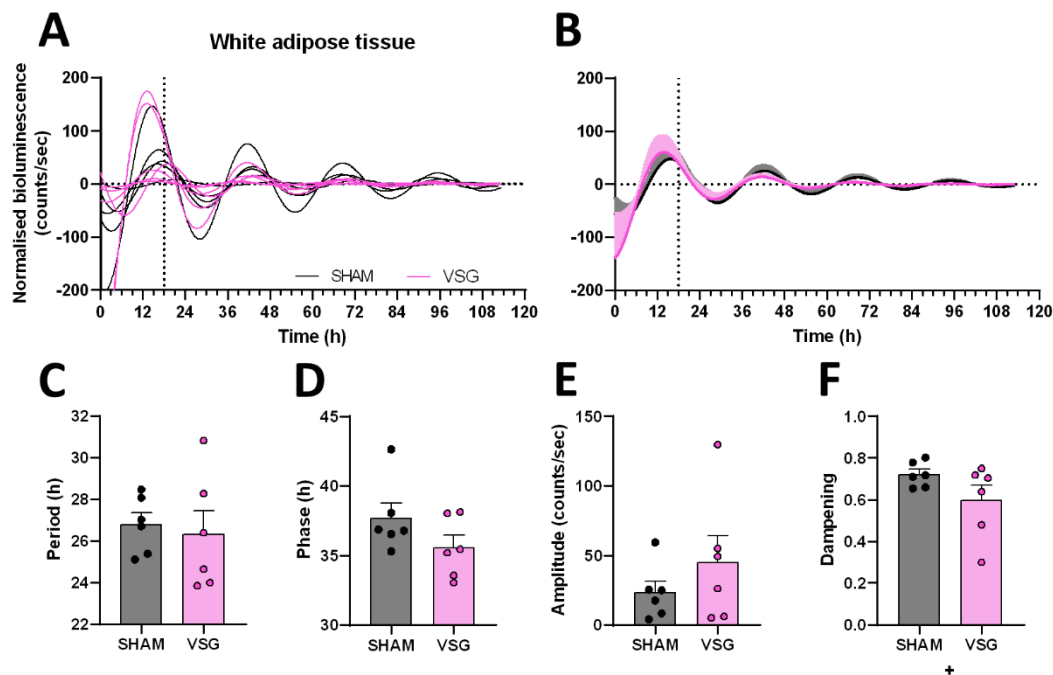 A
White adipose tissue
Normalised bioluminescence
(counts/sec)
200
100
0
-100
-200
SHAM
VSG
0 12 24 36 48 60 72 84 96 108 120
Time (h)
B
200
100
0
-100
-200
0 12 24 36 48 60 72 84 96 108 120
Time (h)
C
Period (h)
32
30
28
26
24
22
SHAM VSG
D
Phase (h)
45
40
35
30
SHAM VSG
E
Amplitude (counts/sec)
150
100
50
0
SHAM VSG
F
Dampening
1.0
0.8
0.6
0.4
0.2
0.0
SHAM VSG
+